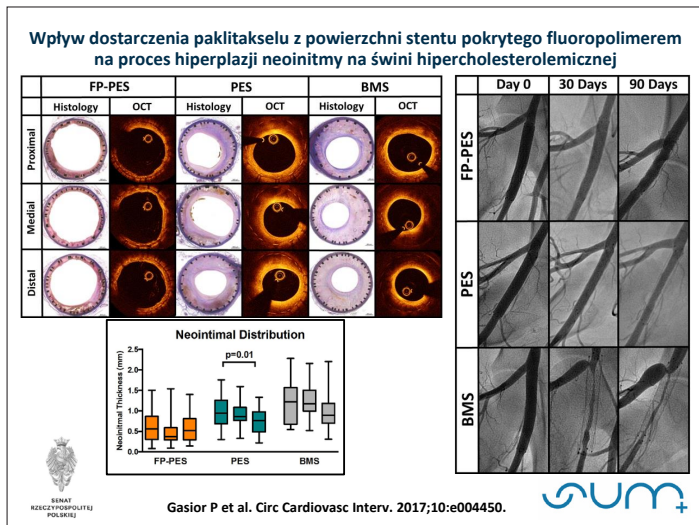 Wpływ dostarczenia paklitakselu z powierzchni stentu pokrytego fluoropolimerem
na proces hiperplazji neoinitmy na świni hipercholesterolemicznej
FP-PES PES BMS
Histology OCT Histology OCT Histology OCT
Proximal
Medial
Distal
Day 0 30 Days 90 Days
FP-PES
PES
BMS
Neointimal Distribution
Neoinitmal Thickness (mm)
2.5
2.0
1.5
1.0
0.5
0.0
p=0.01
FP-PES PES BMS
SENAT
RZECZYPOSPOLITEJ
POLSKIEJ
Gasior P et al. Circ Cardiovasc Interv. 2017;10:e004450.
sum+